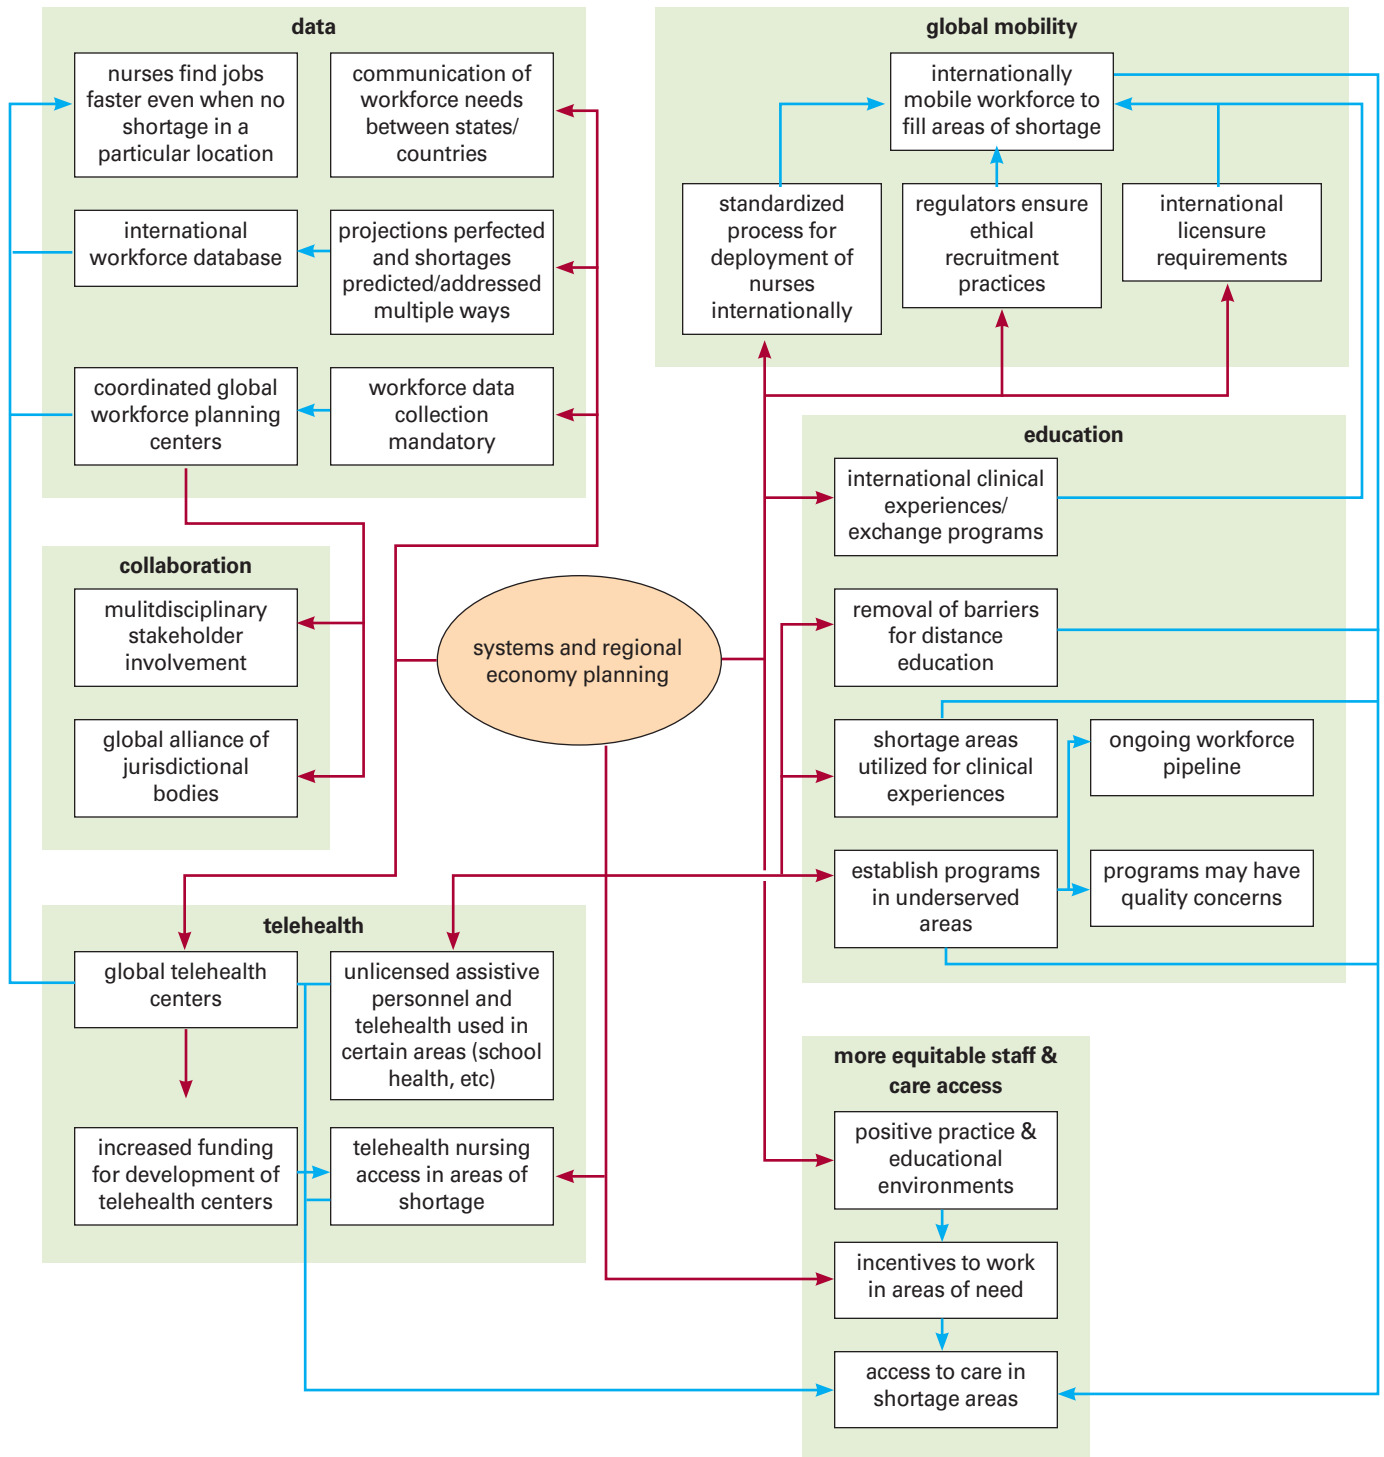 data
nurses find jobs
faster even when no
shortage in a
particular location
communication of
workforce needs
between states/
countries
international
workforce database
projections perfected
and shortages
predicted/addressed
multiple ways
coordinated global
workforce planning
centers
workforce data
collection
mandatory
global mobility
internationally
mobile workforce to
fill areas of shortage
standardized
process for
deployment of
nurses
internationally
regulators ensure
ethical
recruitment
practices
international
licensure
requirements
collaboration
mulitdisciplinary
stakeholder
involvement
global alliance of
jurisdictional
bodies
systems and regional
economy planning
education
international clinical
experiences/
exchange programs
removal of barriers
for distance
education
shortage areas
utilized for clinical
experiences
ongoing workforce
pipeline
establish programs
in underserved
areas
programs may have
quality concerns
telehealth
global telehealth
centers
unlicensed assistive
personnel and
telehealth used in
certain areas (school
health, etc)
increased funding
for development of
telehealth centers
telehealth nursing
access in areas of
shortage
more equitable staff &
care access
positive practice &
educational
environments
incentives to work
in areas of need
access to care in
shortage areas